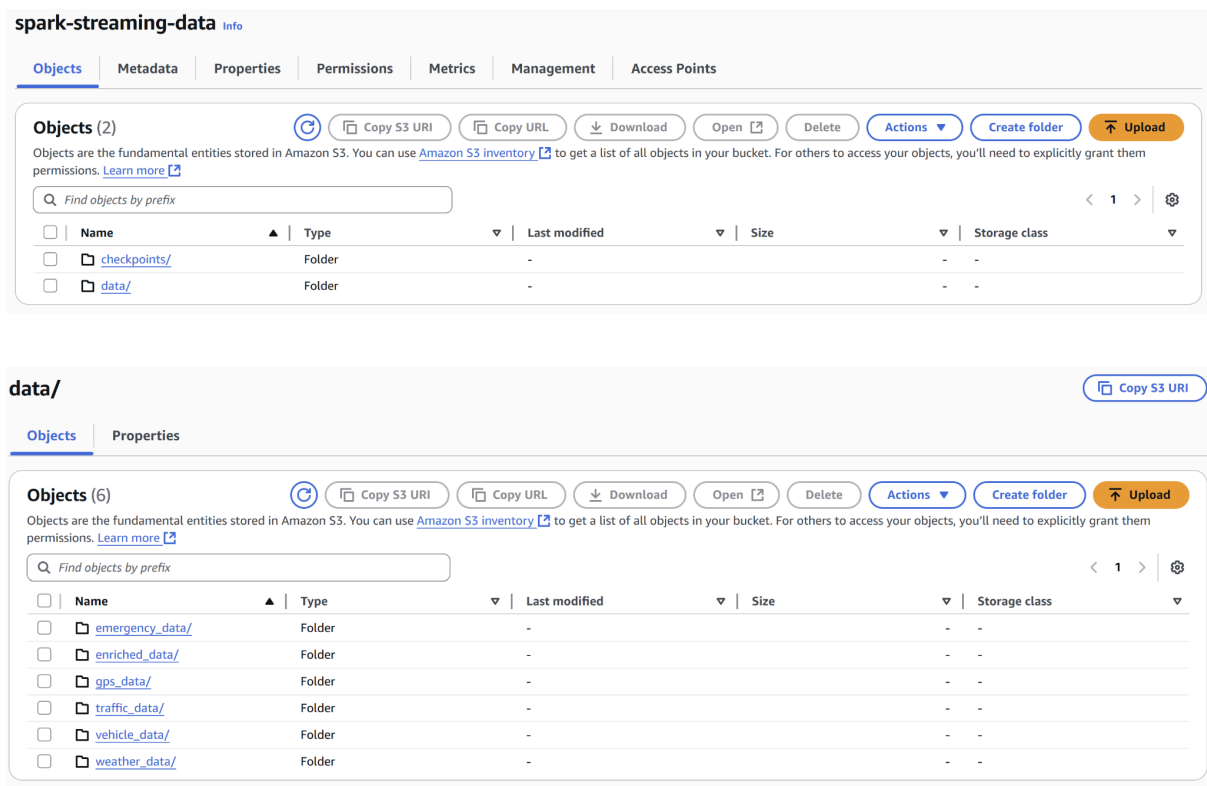 spark-streaming-data Info
Objects Metadata Properties Permissions Metrics Management Access Points
Objects (2) Copy S3 URI Copy URL Download Open Delete Actions Create folder Upload
Objects are the fundamental entities stored in Amazon S3. You can use Amazon S3 inventory to get a list of all objects in your bucket. For others to access your objects, you'll need to explicitly grant them
permissions. Learn more
Find objects by prefix 1
Name Type Last modified Size Storage class
checkpoints/ Folder - - -
data/ Folder - - -
data/ Copy S3 URI
Objects Properties
Objects (6) Copy S3 URI Copy URL Download Open Delete Actions Create folder Upload
Objects are the fundamental entities stored in Amazon S3. You can use Amazon S3 inventory to get a list of all objects in your bucket. For others to access your objects, you'll need to explicitly grant them
permissions. Learn more
Find objects by prefix 1
Name Type Last modified Size Storage class
emergency_data/ Folder - - -
enriched_data/ Folder - - -
gps_data/ Folder - - -
traffic_data/ Folder - - -
vehicle_data/ Folder - - -
weather_data/ Folder - - -